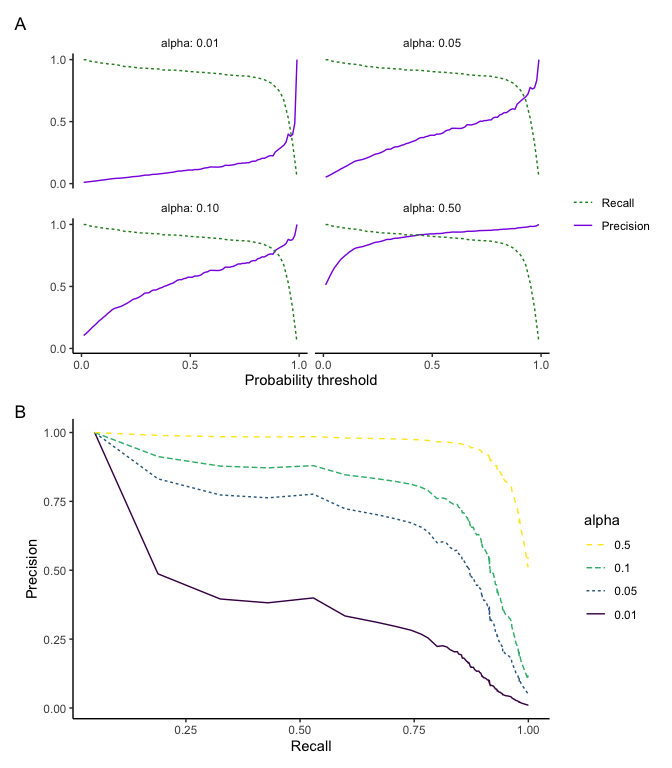 A
alpha: 0.01 alpha: 0.05
1.0
0.5
0.0
alpha: 0.10 alpha: 0.50
1.0
0.5
0.0
0.0 0.5 1.0 0.0 0.5 1.0
Probability threshold
Recall
Precision
B
1.00
0.75
0.50
0.25
0.00
Precision
0.25 0.50 0.75 1.00
Recall
alpha
0.5
0.1
0.05
0.01